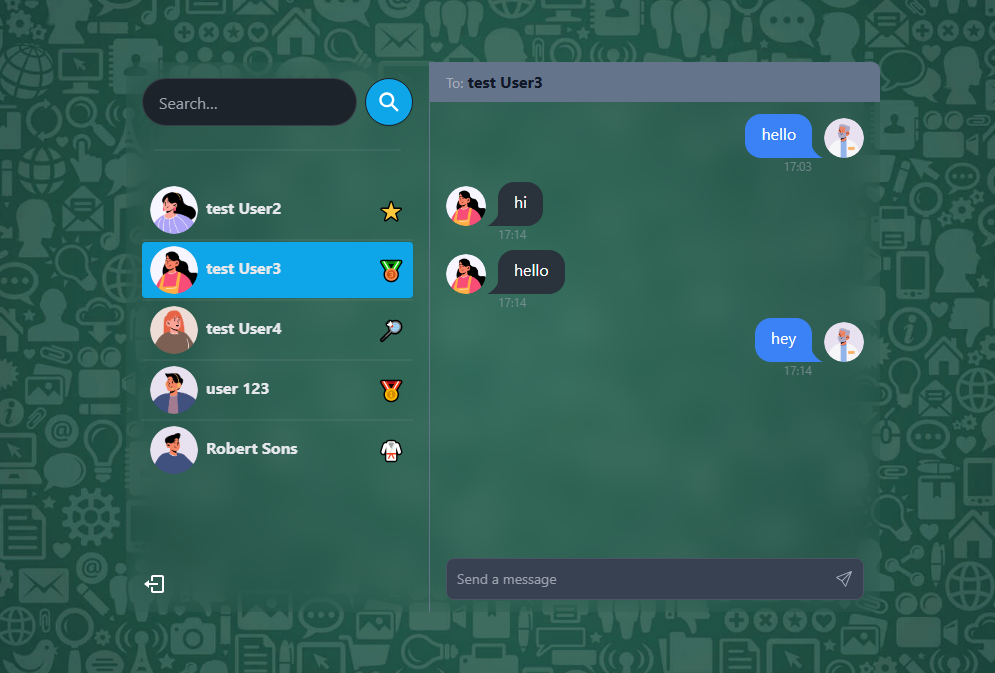 Search...
test User2
test User3
test User4
user 123
Robert Sons
To: test User3
hello
17:03
hi
17:14
hello
17:14
hey
17:14
Send a message